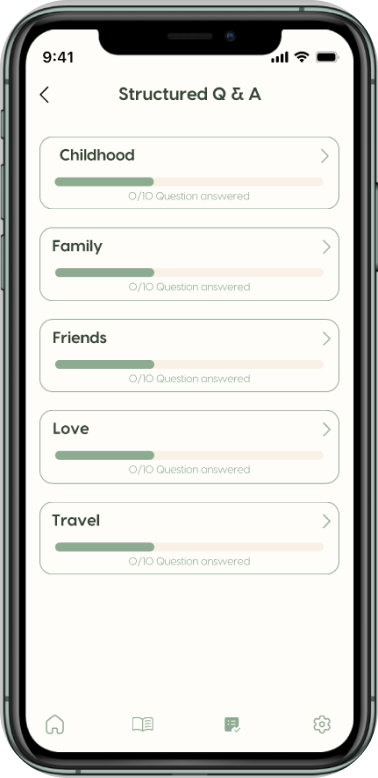 9:41
Structured Q & A
Childhood
0/10 Question answered
Family
0/10 Question answered
Friends
0/10 Question answered
Love
0/10 Question answered
Travel
0/10 Question answered